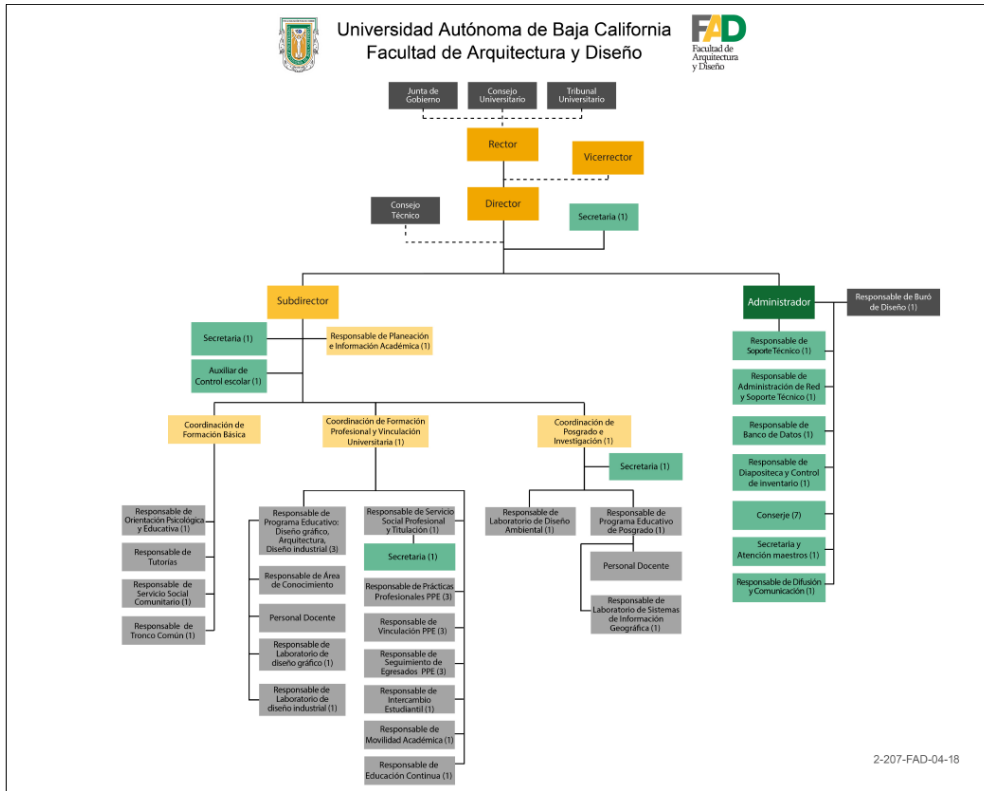 Universidad Autónoma de Baja California
Facultad de Arquitectura y Diseño
FAD
Facultad de
Arquitectura
y Diseño
Junta de
Gobierno
Consejo
Universitario
Tribunal
Universitario
Rector
Vicerrector
Director
Consejo
Técnico
Secretaria (1)
Subdirector
Administrador
Responsable de Buró
de Diseño (1)
Secretaria (1)
Responsable de Planeación
e Información Académica (1)
Auxiliar de
Control escolar (1)
Responsable de
Soporte Técnico (1)
Responsable de
Administración de Red
y Soporte Técnico (1)
Responsable de
Banco de Datos (1)
Responsable de
Diapositeca y Control
de inventario (1)
Conserje (7)
Secretaria y
Atención maestros (1)
Responsable de Difusión
y Comunicación (1)
Coordinación de
Formación Básica
Coordinación de Formación
Profesional y Vinculación
Universitaria (1)
Coordinación de
Posgrado e
Investigación (1)
Secretaria (1)
Responsable de
Orientación Psicológica
y Educativa (1)
Responsable de
Tutorías
Responsable de
Servicio Social
Comunitario (1)
Responsable de
Tronco Común (1)
Responsable de
Programa Educativo:
Diseño gráfico,
Arquitectura,
Diseño industrial (3)
Responsable de Área
de Conocimiento
Personal Docente
Responsable de
Laboratorio de
diseño gráfico (1)
Responsable de
Laboratorio de
diseño industrial (1)
Responsable de Servicio
Social Profesional
y Titulación (1)
Secretaria (1)
Responsable de Prácticas
Profesionales PPE (3)
Responsable de
Vinculación PPE (3)
Responsable de
Seguimiento de
Egresados PPE (3)
Responsable de
Intercambio
Estudiantil (1)
Responsable de
Movilidad Académica (1)
Responsable de
Educación Continua (1)
Responsable de
Laboratorio de Diseño
Ambiental (1)
Responsable de
Programa Educativo
de Posgrado (1)
Personal Docente
Responsable de
Laboratorio de Sistemas
de Información
Geográfica (1)
2-207-FAD-04-18